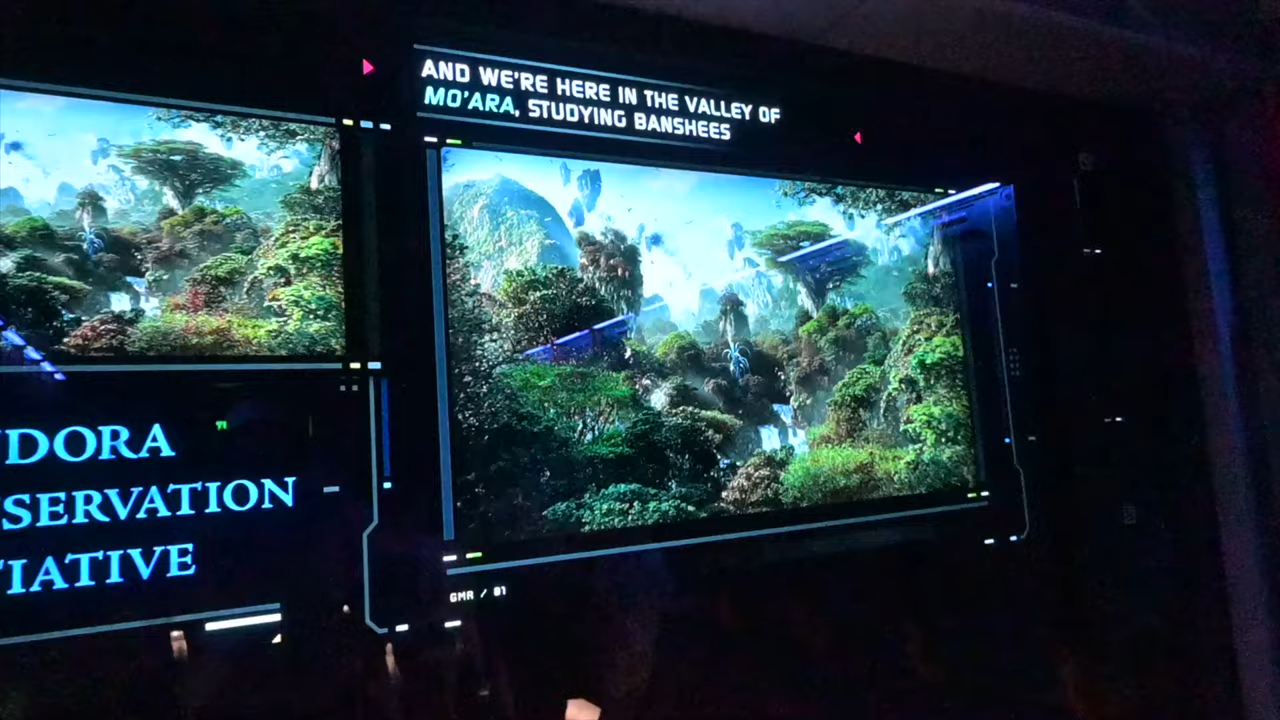 AND WE'RE HERE IN THE VALLEY OF
MO'ARA, STUDYING BANSHEES
DORA
SERVATION
TIATIVE
GMR / 01